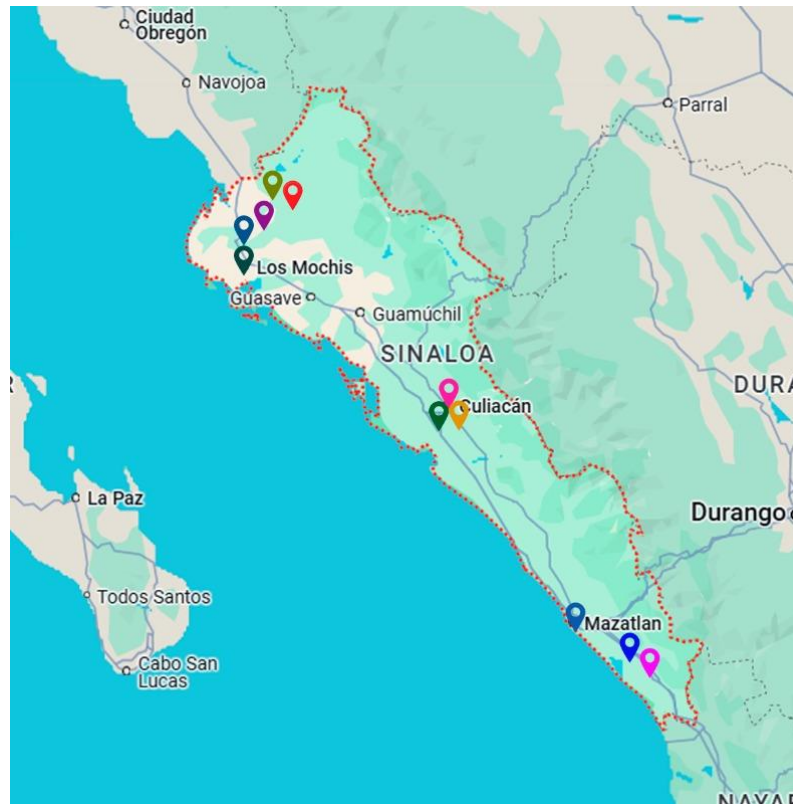 Ciudad
Obregón
Navojoa
Parral
Los Mochis
Guasave
Guamúchil
SINALOA
DURA
Culiacán
La Paz
Durango
Todos Santos
Mazatlan
Cabo San
Lucas
NAYAR